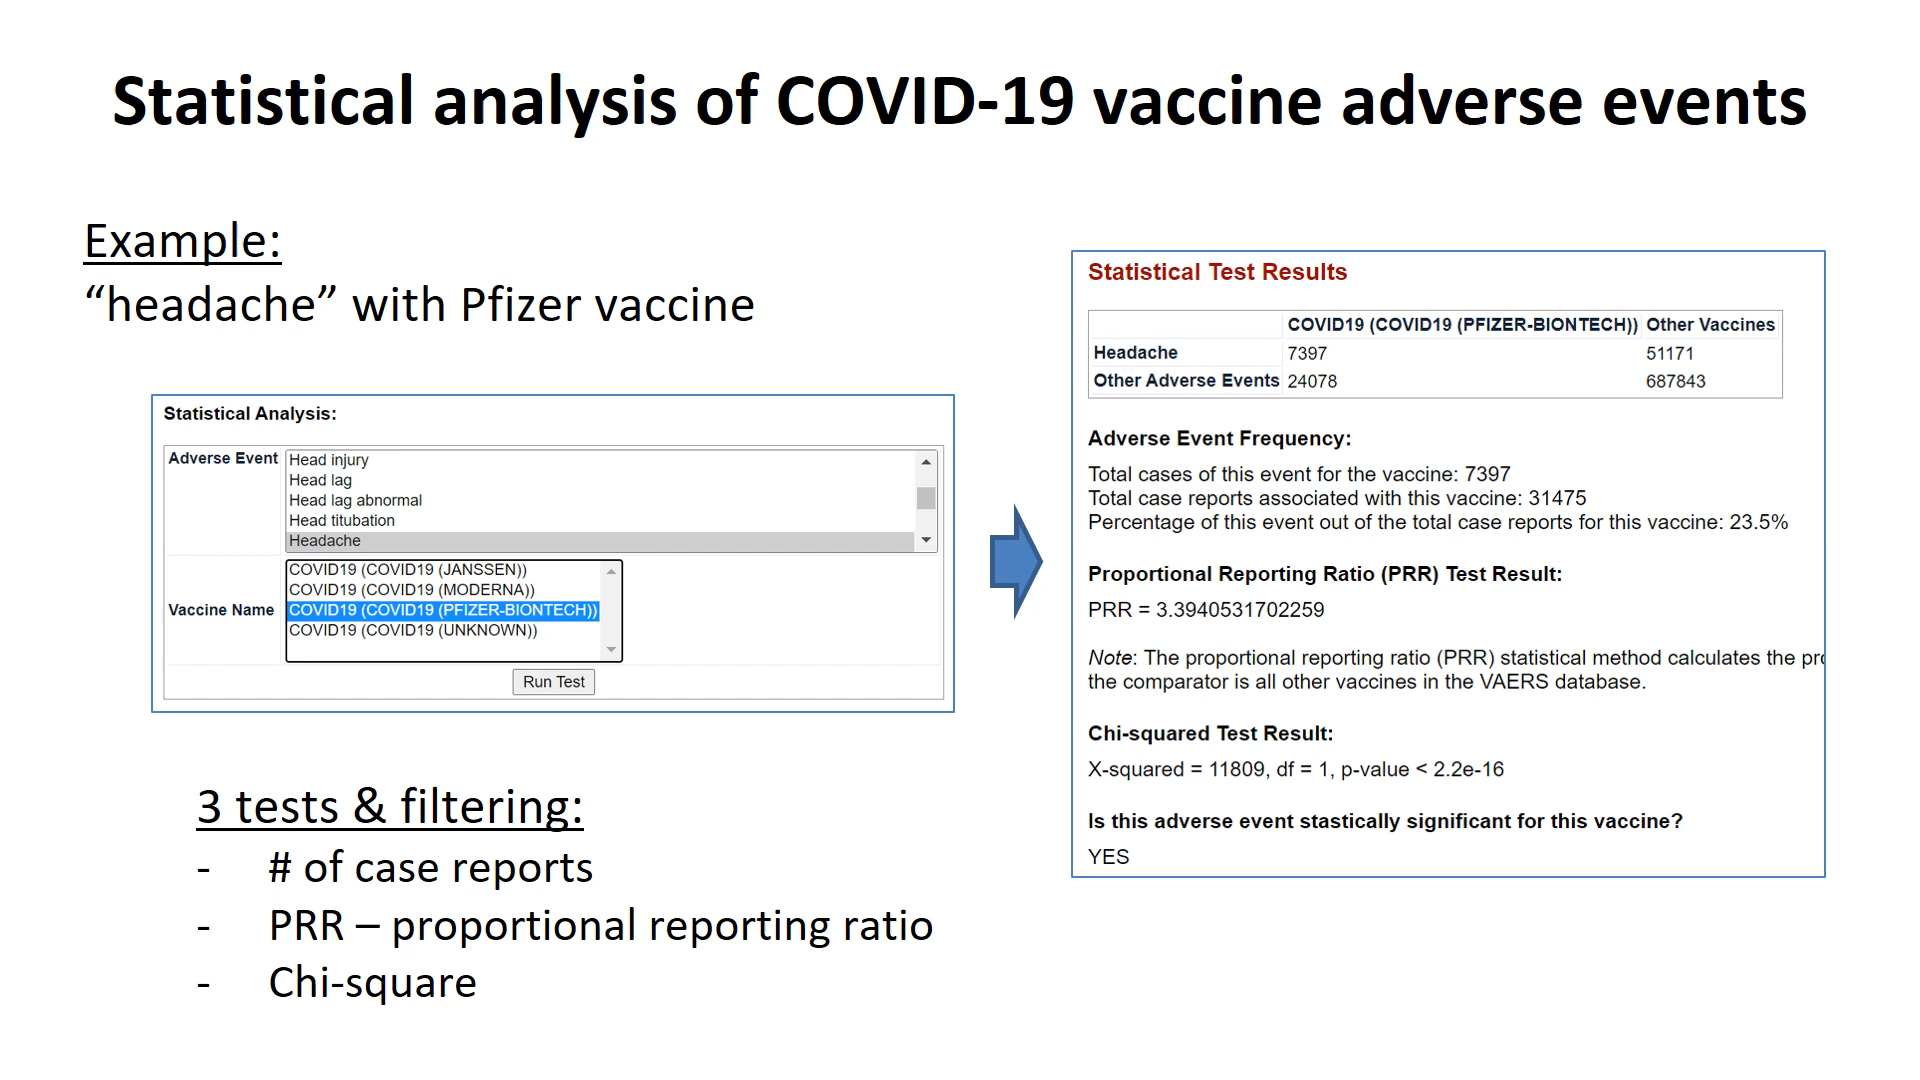 Statistical analysis of COVID-19 vaccine adverse events
Example:
“headache” with Pfizer vaccine
Statistical Analysis:
Adverse Event
Head injury
Head lag
Head lag abnormal
Head titubation
Headache
Vaccine Name
COVID19 (COVID19 (JANSSEN))
COVID19 (COVID19 (MODERNA))
COVID19 (COVID19 (PFIZER-BIONTECH))
COVID19 (COVID19 (UNKNOWN))
Run Test
3 tests & filtering:
- # of case reports
- PRR – proportional reporting ratio
- Chi-square
Statistical Test Results
COVID19 (COVID19 (PFIZER-BIONTECH)) Other Vaccines
Headache 7397 51171
Other Adverse Events 24078 687843
Adverse Event Frequency:
Total cases of this event for the vaccine: 7397
Total case reports associated with this vaccine: 31475
Percentage of this event out of the total case reports for this vaccine: 23.5%
Proportional Reporting Ratio (PRR) Test Result:
PRR = 3.3940531702259
Note: The proportional reporting ratio (PRR) statistical method calculates the
the comparator is all other vaccines in the VAERS database.
Chi-squared Test Result:
X-squared = 11809, df = 1, p-value < 2.2e-16
Is this adverse event stastically significant for this vaccine?
YES